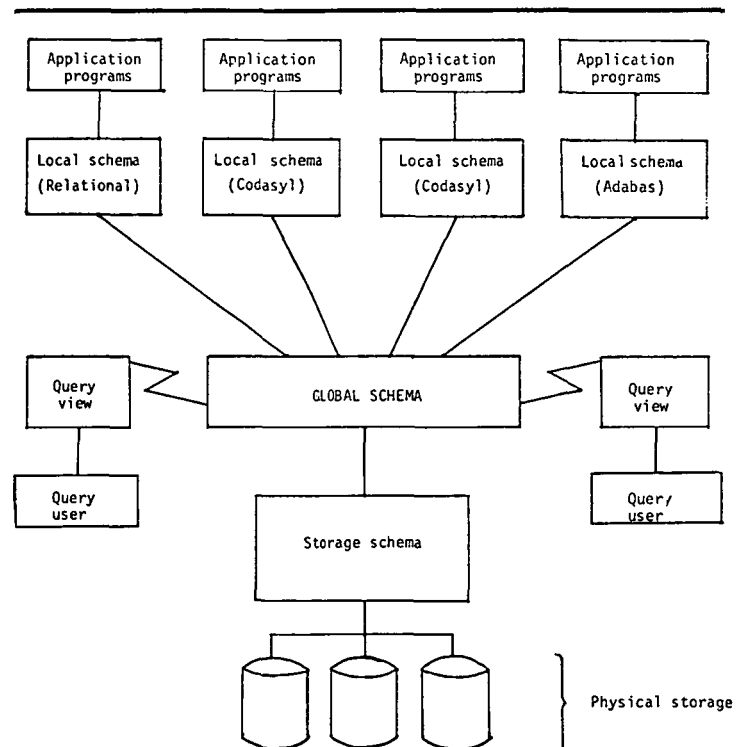 Application
programs
Application
programs
Application
programs
Application
programs
Local schema
(Relational)
Local schema
(Codasyl)
Local schema
(Codasyl)
Local schema
(Adabas)
Query
view
GLOBAL SCHEMA
Query
view
Query
user
Query
user
Storage schema
Physical storage